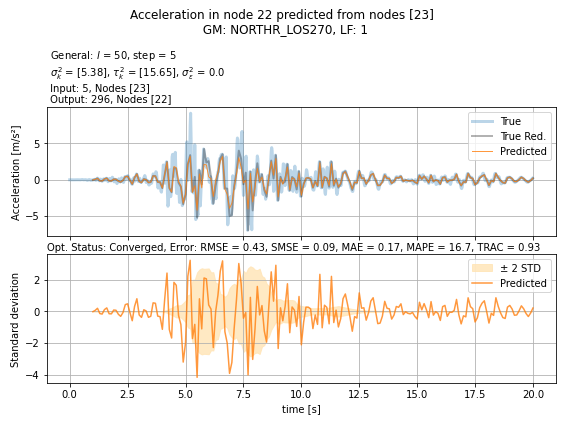 Acceleration in node 22 predicted from nodes [23]
GM: NORTHR_LOS270, LF: 1
General: l = 50, step = 5
σ²ₖ = [5.38], τ²ₖ = [15.65], σ²ε = 0.0
Input: 5, Nodes [23]
Output: 296, Nodes [22]
Acceleration [m/s²]
5
0
−5
True
True Red.
Predicted
Opt. Status: Converged, Error: RMSE = 0.43, SMSE = 0.09, MAE = 0.17, MAPE = 16.7, TRAC = 0.93
Standard deviation
2
0
−2
−4
± 2 STD
Predicted
0.0 2.5 5.0 7.5 10.0 12.5 15.0 17.5 20.0
time [s]